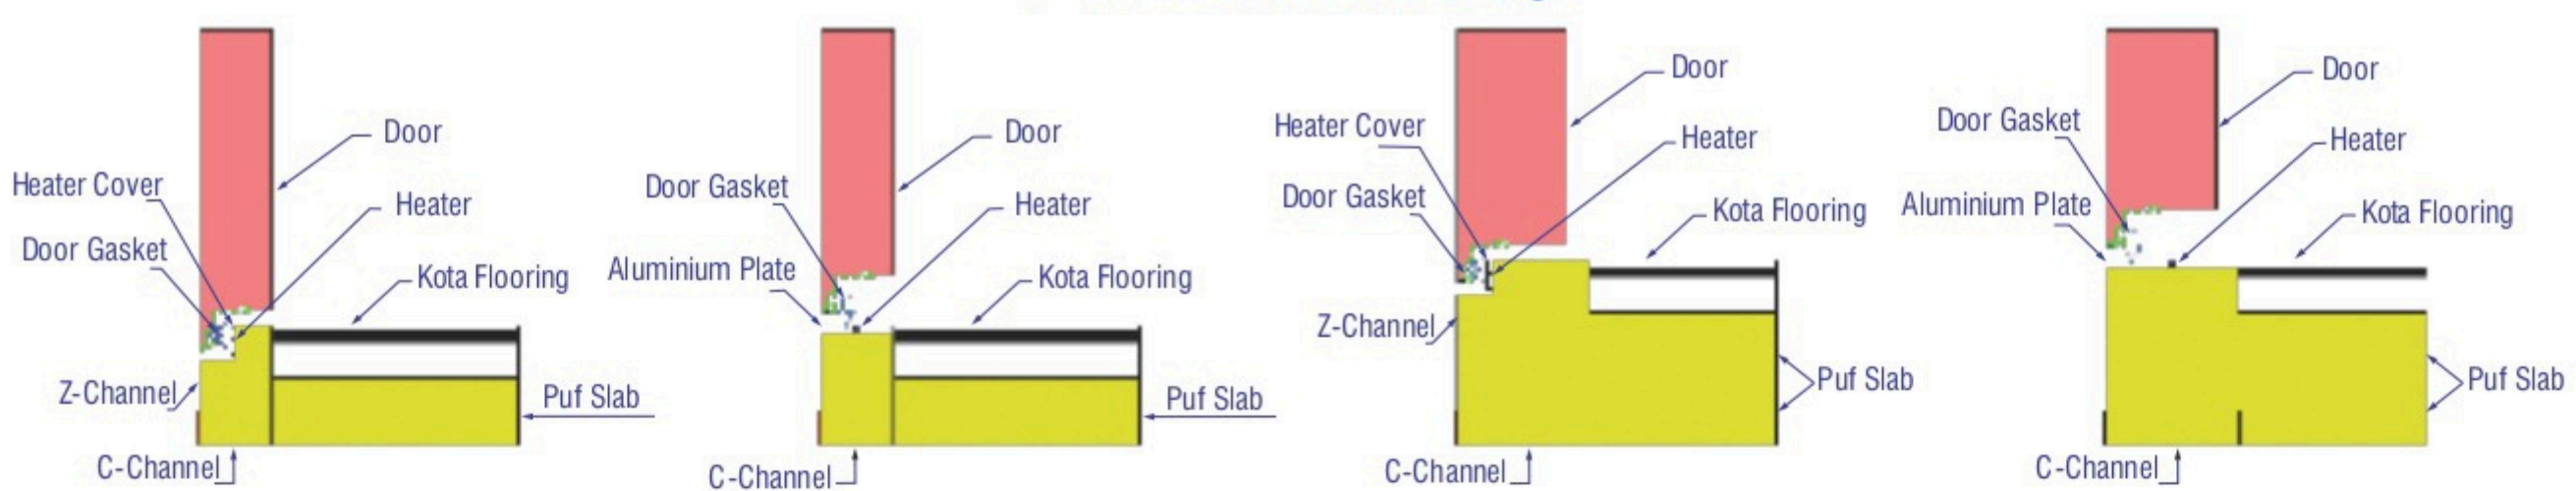 Door
Heater Cover
Heater
Door Gasket
Kota Flooring
Z-Channel
Puf Slab
C-Channel
Door
Door Gasket
Heater
Aluminium Plate
Kota Flooring
Puf Slab
C-Channel
Door
Heater Cover
Heater
Door Gasket
Kota Flooring
Z-Channel
Puf Slab
C-Channel
Door
Door Gasket
Heater
Aluminium Plate
Kota Flooring
Puf Slab
C-Channel